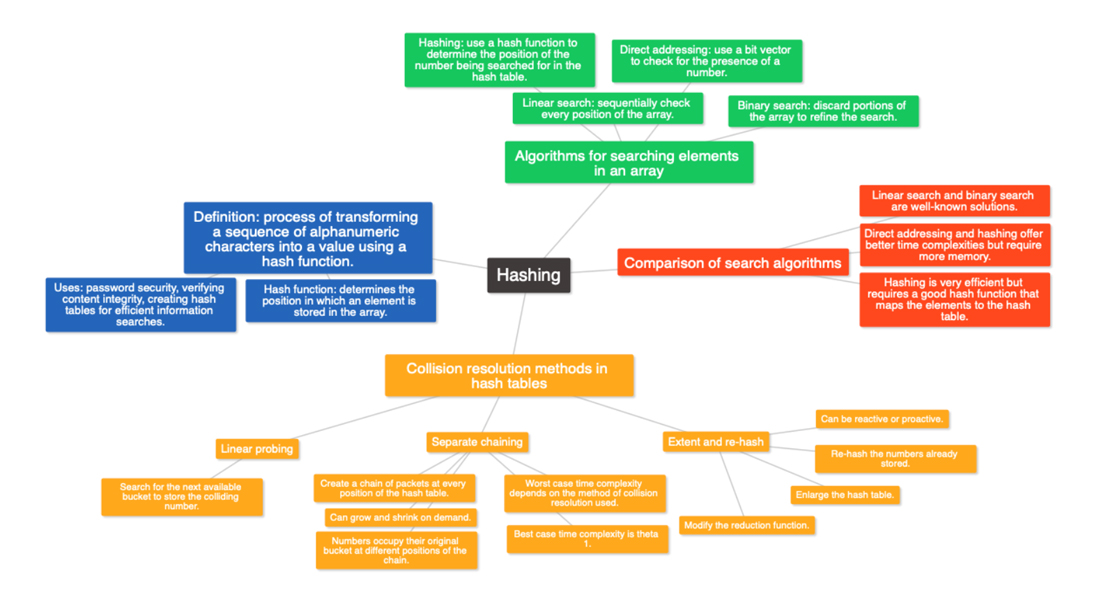 Hashing: use a hash function to
determine the position of the
number being searched for in the
hash table.
Direct addressing: use a bit vector
to check for the presence of a
number.
Linear search: sequentially check
every position of the array.
Binary search: discard portions of
the array to refine the search.
Algorithms for searching elements
in an array
Linear search and binary search
are well-known solutions.
Direct addressing and hashing offer
better time complexities but require
more memory.
Hashing is very efficient but
requires a good hash function that
maps the elements to the hash
table.
Comparison of search algorithms
Hashing
Definition: process of transforming
a sequence of alphanumeric
characters into a value using a
hash function.
Uses: password security, verifying
content integrity, creating hash
tables for efficient information
searches.
Hash function: determines the
position in which an element is
stored in the array.
Collision resolution methods in
hash tables
Linear probing
Search for the next available
bucket to store the colliding
number.
Separate chaining
Create a chain of packets at every
position of the hash table.
Can grow and shrink on demand.
Numbers occupy their original
bucket at different positions of the
chain.
Worst case time complexity
depends on the method of collision
resolution used.
Best case time complexity is theta
1.
Extent and re-hash
Can be reactive or proactive.
Re-hash the numbers already
stored.
Enlarge the hash table.
Modify the reduction function.